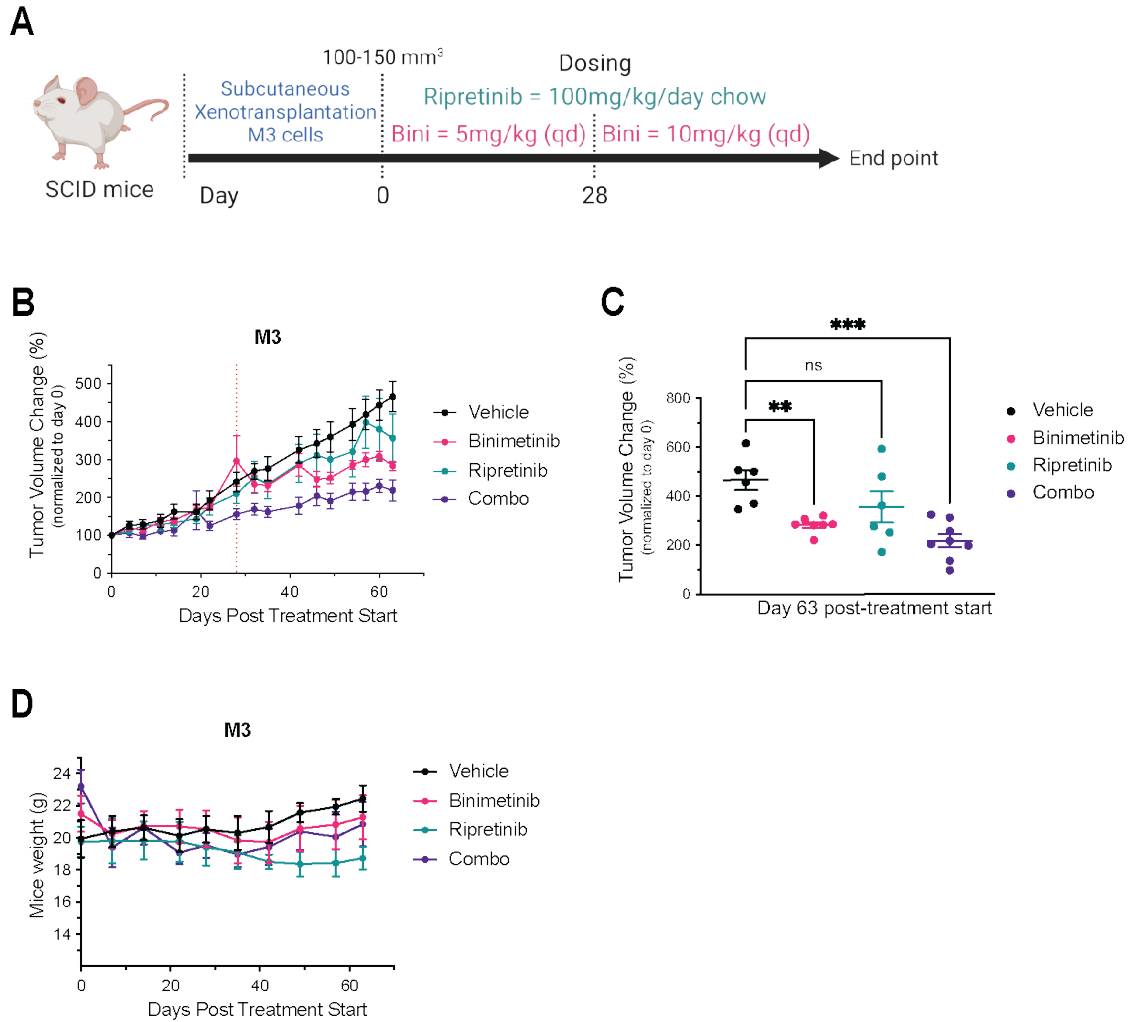 A
100-150 mm³
Dosing
Subcutaneous
Xenotransplantation
M3 cells
Ripretinib = 100mg/kg/day chow
Bini = 5mg/kg (qd)
Bini = 10mg/kg (qd)
End point
SCID mice
Day
0
28
B
M3
Tumor Volume Change (%)
(normalized to day 0)
500
400
300
200
100
0
0
20
40
60
Days Post Treatment Start
Vehicle
Binimetinib
Ripretinib
Combo
C
***
ns
**
Tumor Volume Change (%)
(normalized to day 0)
800
600
400
200
0
Day 63 post-treatment start
Vehicle
Binimetinib
Ripretinib
Combo
D
M3
Mice weight (g)
24
22
20
18
16
14
0
20
40
60
Days Post Treatment Start
Vehicle
Binimetinib
Ripretinib
Combo